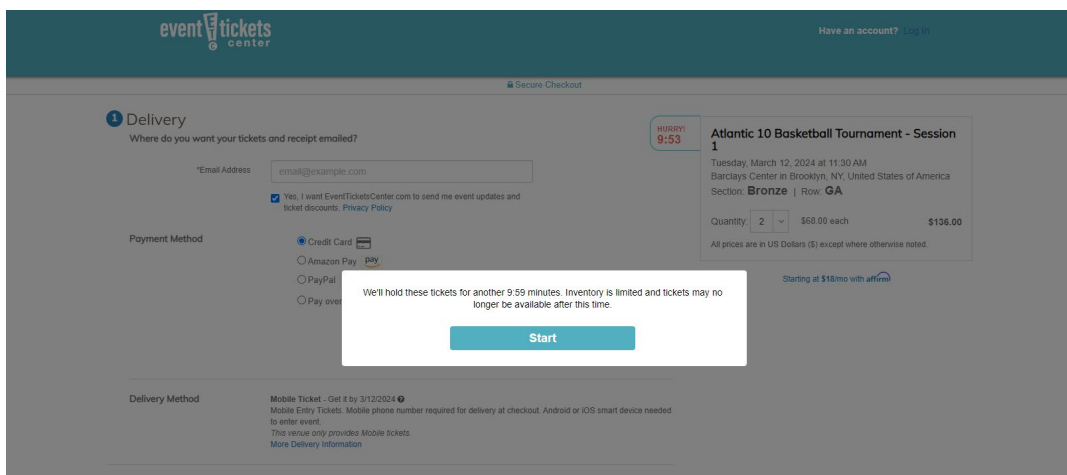 event tickets
center
Have an account? Log In
Secure Checkout
1 Delivery
Where do you want your tickets and receipt emailed?
*Email Address
email@example.com
Yes, I want EventTicketsCenter.com to send me event updates and
ticket discounts. Privacy Policy
Payment Method
Credit Card
Amazon Pay pay
PayPal
Pay over
HURRY!
9:53
Atlantic 10 Basketball Tournament - Session
1
Tuesday, March 12, 2024 at 11:30 AM
Barclays Center in Brooklyn, NY, United States of America
Section: Bronze | Row: GA
Quantity: 2 $68.00 each $136.00
All prices are in US Dollars ($) except where otherwise noted.
Starting at $18/mo with affirm
We'll hold these tickets for another 9:59 minutes. Inventory is limited and tickets may no
longer be available after this time.
Start
Delivery Method
Mobile Ticket - Get it by 3/12/2024
Mobile Entry Tickets. Mobile phone number required for delivery at checkout. Android or iOS smart device needed
to enter event.
This venue only provides Mobile tickets.
More Delivery Information